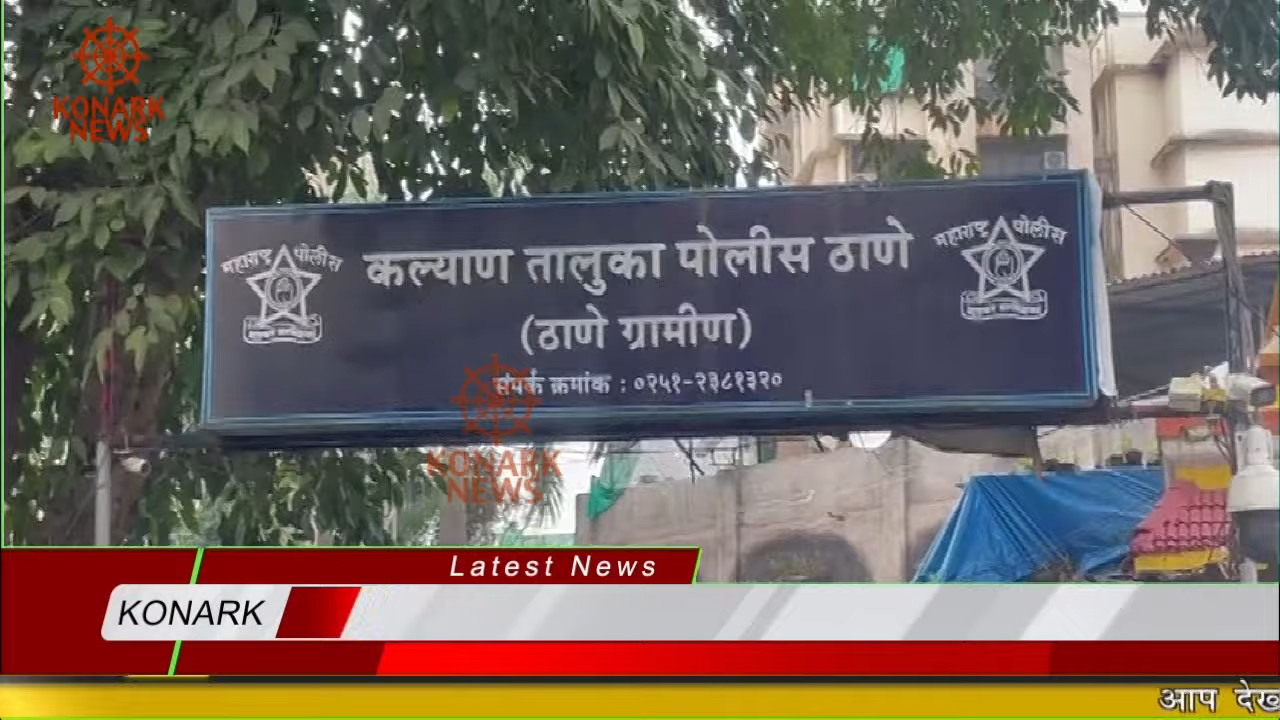 KONARK
NEWS
महाराष्ट्र पोलीस
कल्याण तालुका पोलीस ठाणे
महाराष्ट्र पोलीस
(ठाणे ग्रामीण)
संपर्क क्रमांक : ०२५१-२३८१३२०
KONARK
NEWS
Latest News
KONARK
आप देख